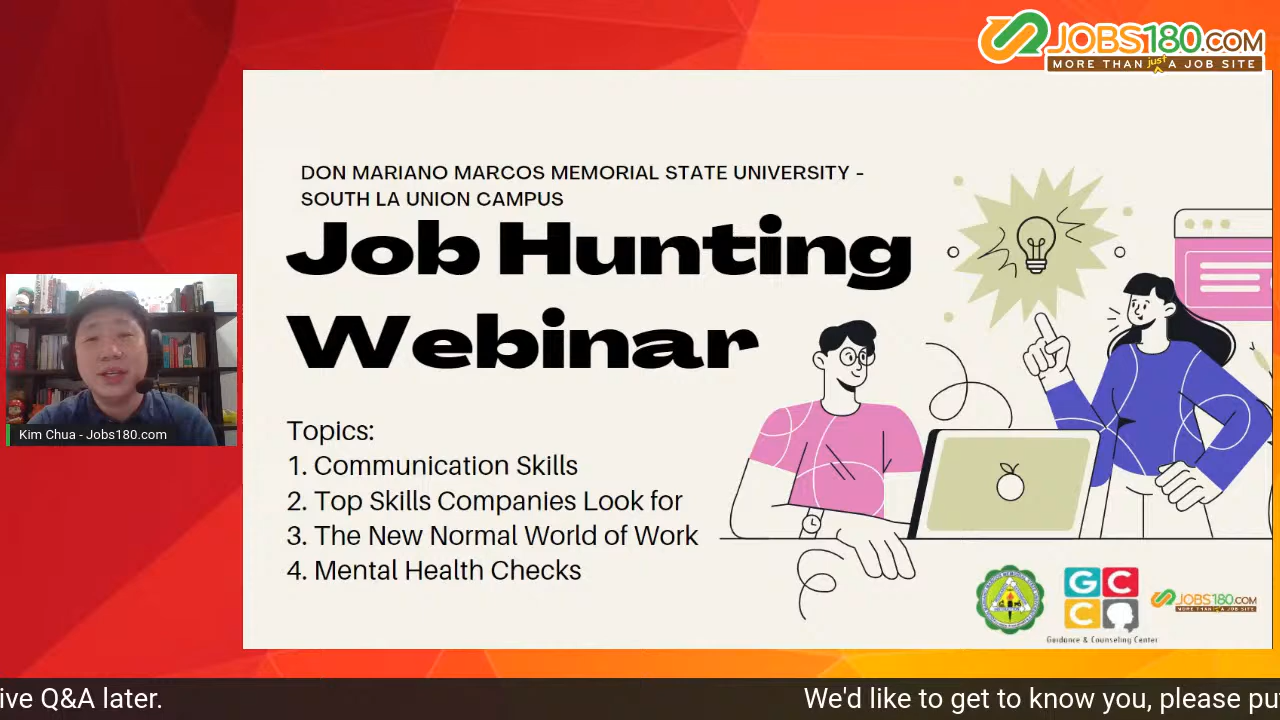 JOBS180.COM
MORE THAN just A JOB SITE
DON MARIANO MARCOS MEMORIAL STATE UNIVERSITY -
SOUTH LA UNION CAMPUS
Job Hunting
Webinar
Topics:
1. Communication Skills
2. Top Skills Companies Look for
3. The New Normal World of Work
4. Mental Health Checks
Kim Chua - Jobs180.com
G C
C
Guidance & Counseling Center
JOBS180.COM
MORE THAN just A JOB SITE
ive Q&A later.
We'd like to get to know you, please pu